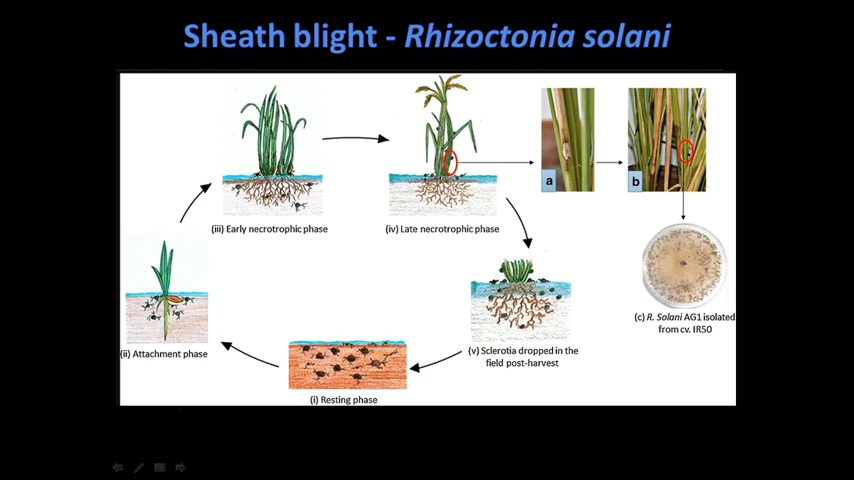 Sheath blight - Rhizoctonia solani
(iii) Early necrotrophic phase
(iv) Late necrotrophic phase
a
b
(ii) Attachment phase
(i) Resting phase
(v) Sclerotia dropped in the
field post-harvest
(c) R. Solani AG1 isolated
from cv. IR50